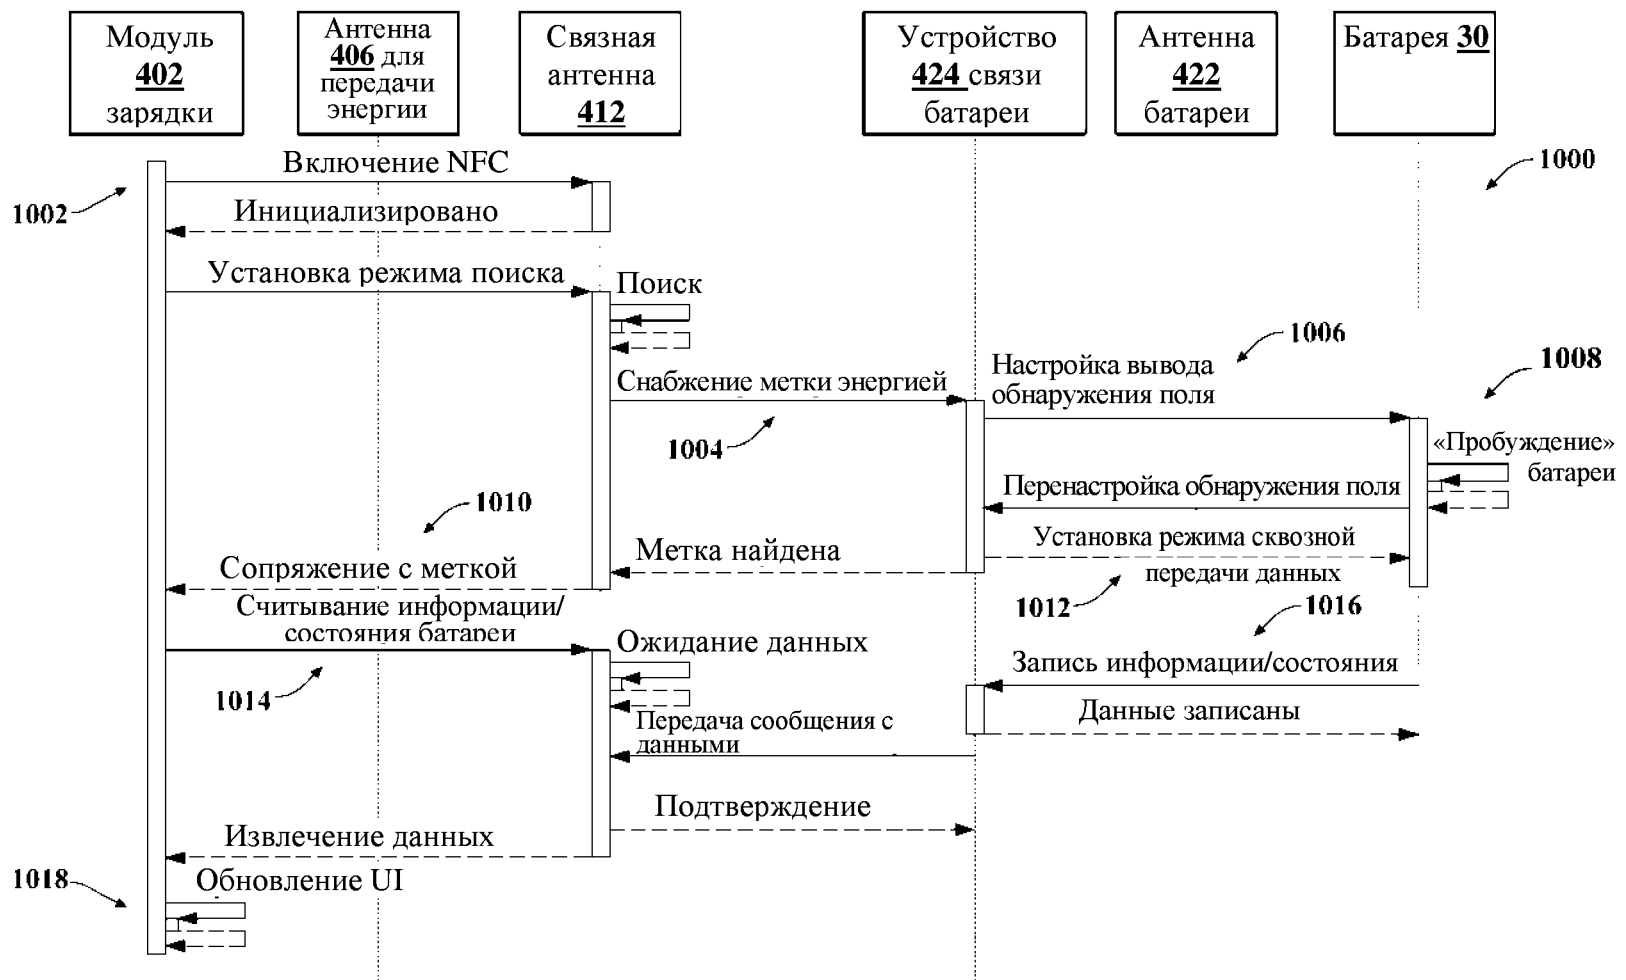 Модуль
402
зарядки
Антенна
406 для
передачи
энергии
Связная
антенна
412
Устройство
424 связи
батареи
Антенна
422
батареи
Батарея 30
Включение NFC
1000
1002
Инициализировано
Установка режима поиска
Поиск
1006
1008
Снабжение метки энергией
Настройка вывода
обнаружения поля
1004
«Пробуждение»
батареи
1010
Перенастройка обнаружения поля
Метка найдена
Установка режима сквозной
передачи данных
Сопряжение с меткой
1012
Считывание информации/
состояния батареи
1016
1014
Ожидание данных
Запись информации/состояния
Данные записаны
Передача сообщения с
данными
Подтверждение
Извлечение данных
1018
Обновление UI